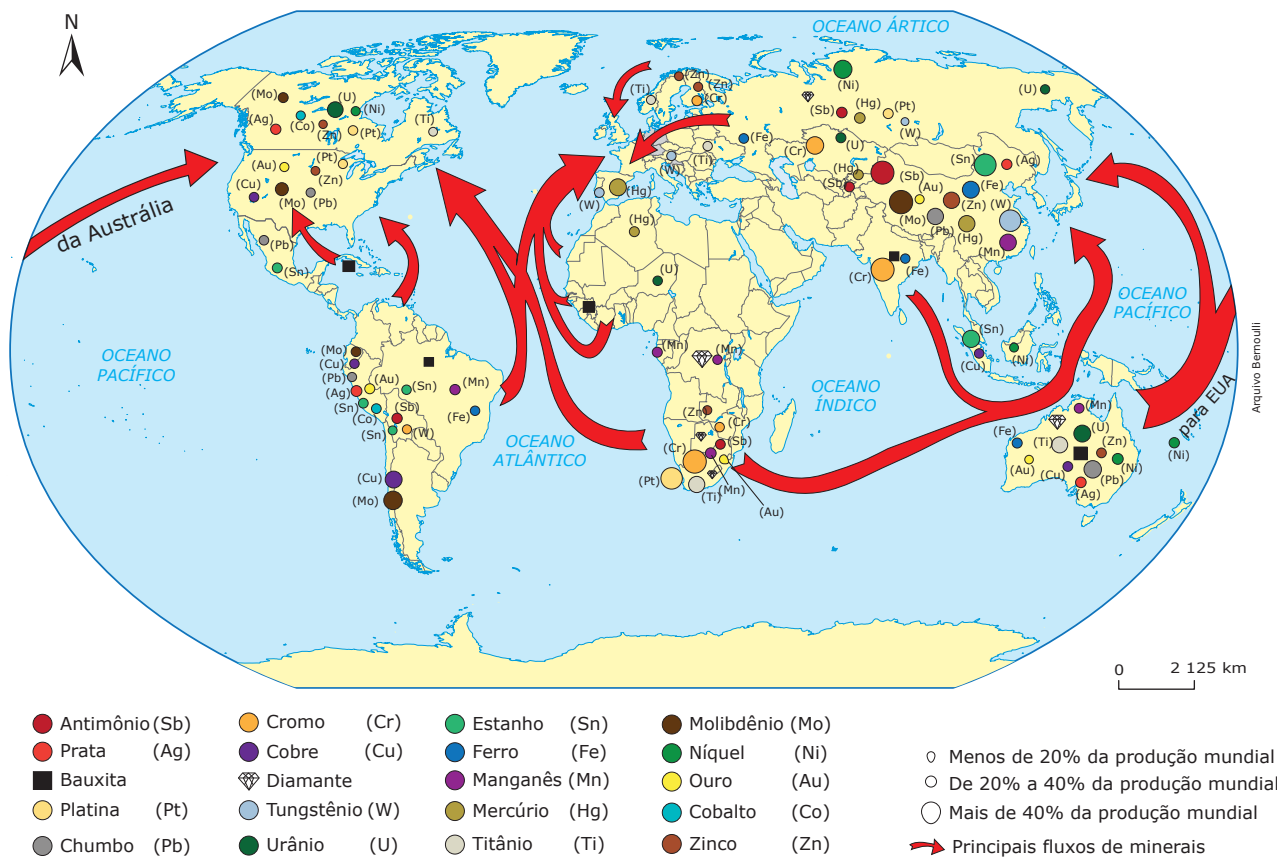 N
OCEANO ÁRTICO
(Mo)
(U)
(Ni)
(Ag)
(Co)
(Zn)
(Pt)
(Ti)
(Au)
(Pt)
(Cu)
(Zn)
(Mo)
(Pb)
(Pb)
(Sn)
da Austrália
(Ti)
(Zn)
(Zn)
(Cr)
(Ni)
(Sb)
(Hg)
(Pt)
(W)
(U)
(Fe)
(Ti)
(W)
(Cr)
(U)
(W)
(Hg)
(Hg)
(U)
(Hg)
(Sb)
(Sb)
(Sn)
(Ag)
(Au)
(Fe)
(Mo)
(Zn)
(W)
(Pb)
(Hg)
(Mn)
(Cr)
(Fe)
OCEANO
PACÍFICO
OCEANO
PACÍFICO
(Sn)
(Cu)
(Ni)
(Mo)
(Cu)
(Pb)
(Ag)
(Au)
(Sn)
(Mn)
(Sn)
(Co)
(Sb)
(Fe)
(Sn)
(W)
(Cu)
(Mo)
OCEANO
ATLÂNTICO
(Mn)
(Mn)
OCEANO
ÍNDICO
(Zn)
(Cr)
(Sb)
(Cr)
(Pt)
(Ti)
(Mn)
(Au)
para EUA
(Mn)
(Fe)
(U)
(Ti)
(Zn)
(Au)
(Cu)
(Ni)
(Pb)
(Ag)
(Ni)
Arquivo Bernoulli
0 2 125 km
Antimônio (Sb)
Prata (Ag)
Bauxita
Platina (Pt)
Chumbo (Pb)
Cromo (Cr)
Cobre (Cu)
Diamante
Tungstênio (W)
Urânio (U)
Estanho (Sn)
Ferro (Fe)
Manganês (Mn)
Mercúrio (Hg)
Titânio (Ti)
Molibdênio (Mo)
Níquel (Ni)
Ouro (Au)
Cobalto (Co)
Zinco (Zn)
Menos de 20% da produção mundial
De 20% a 40% da produção mundial
Mais de 40% da produção mundial
Principais fluxos de minerais